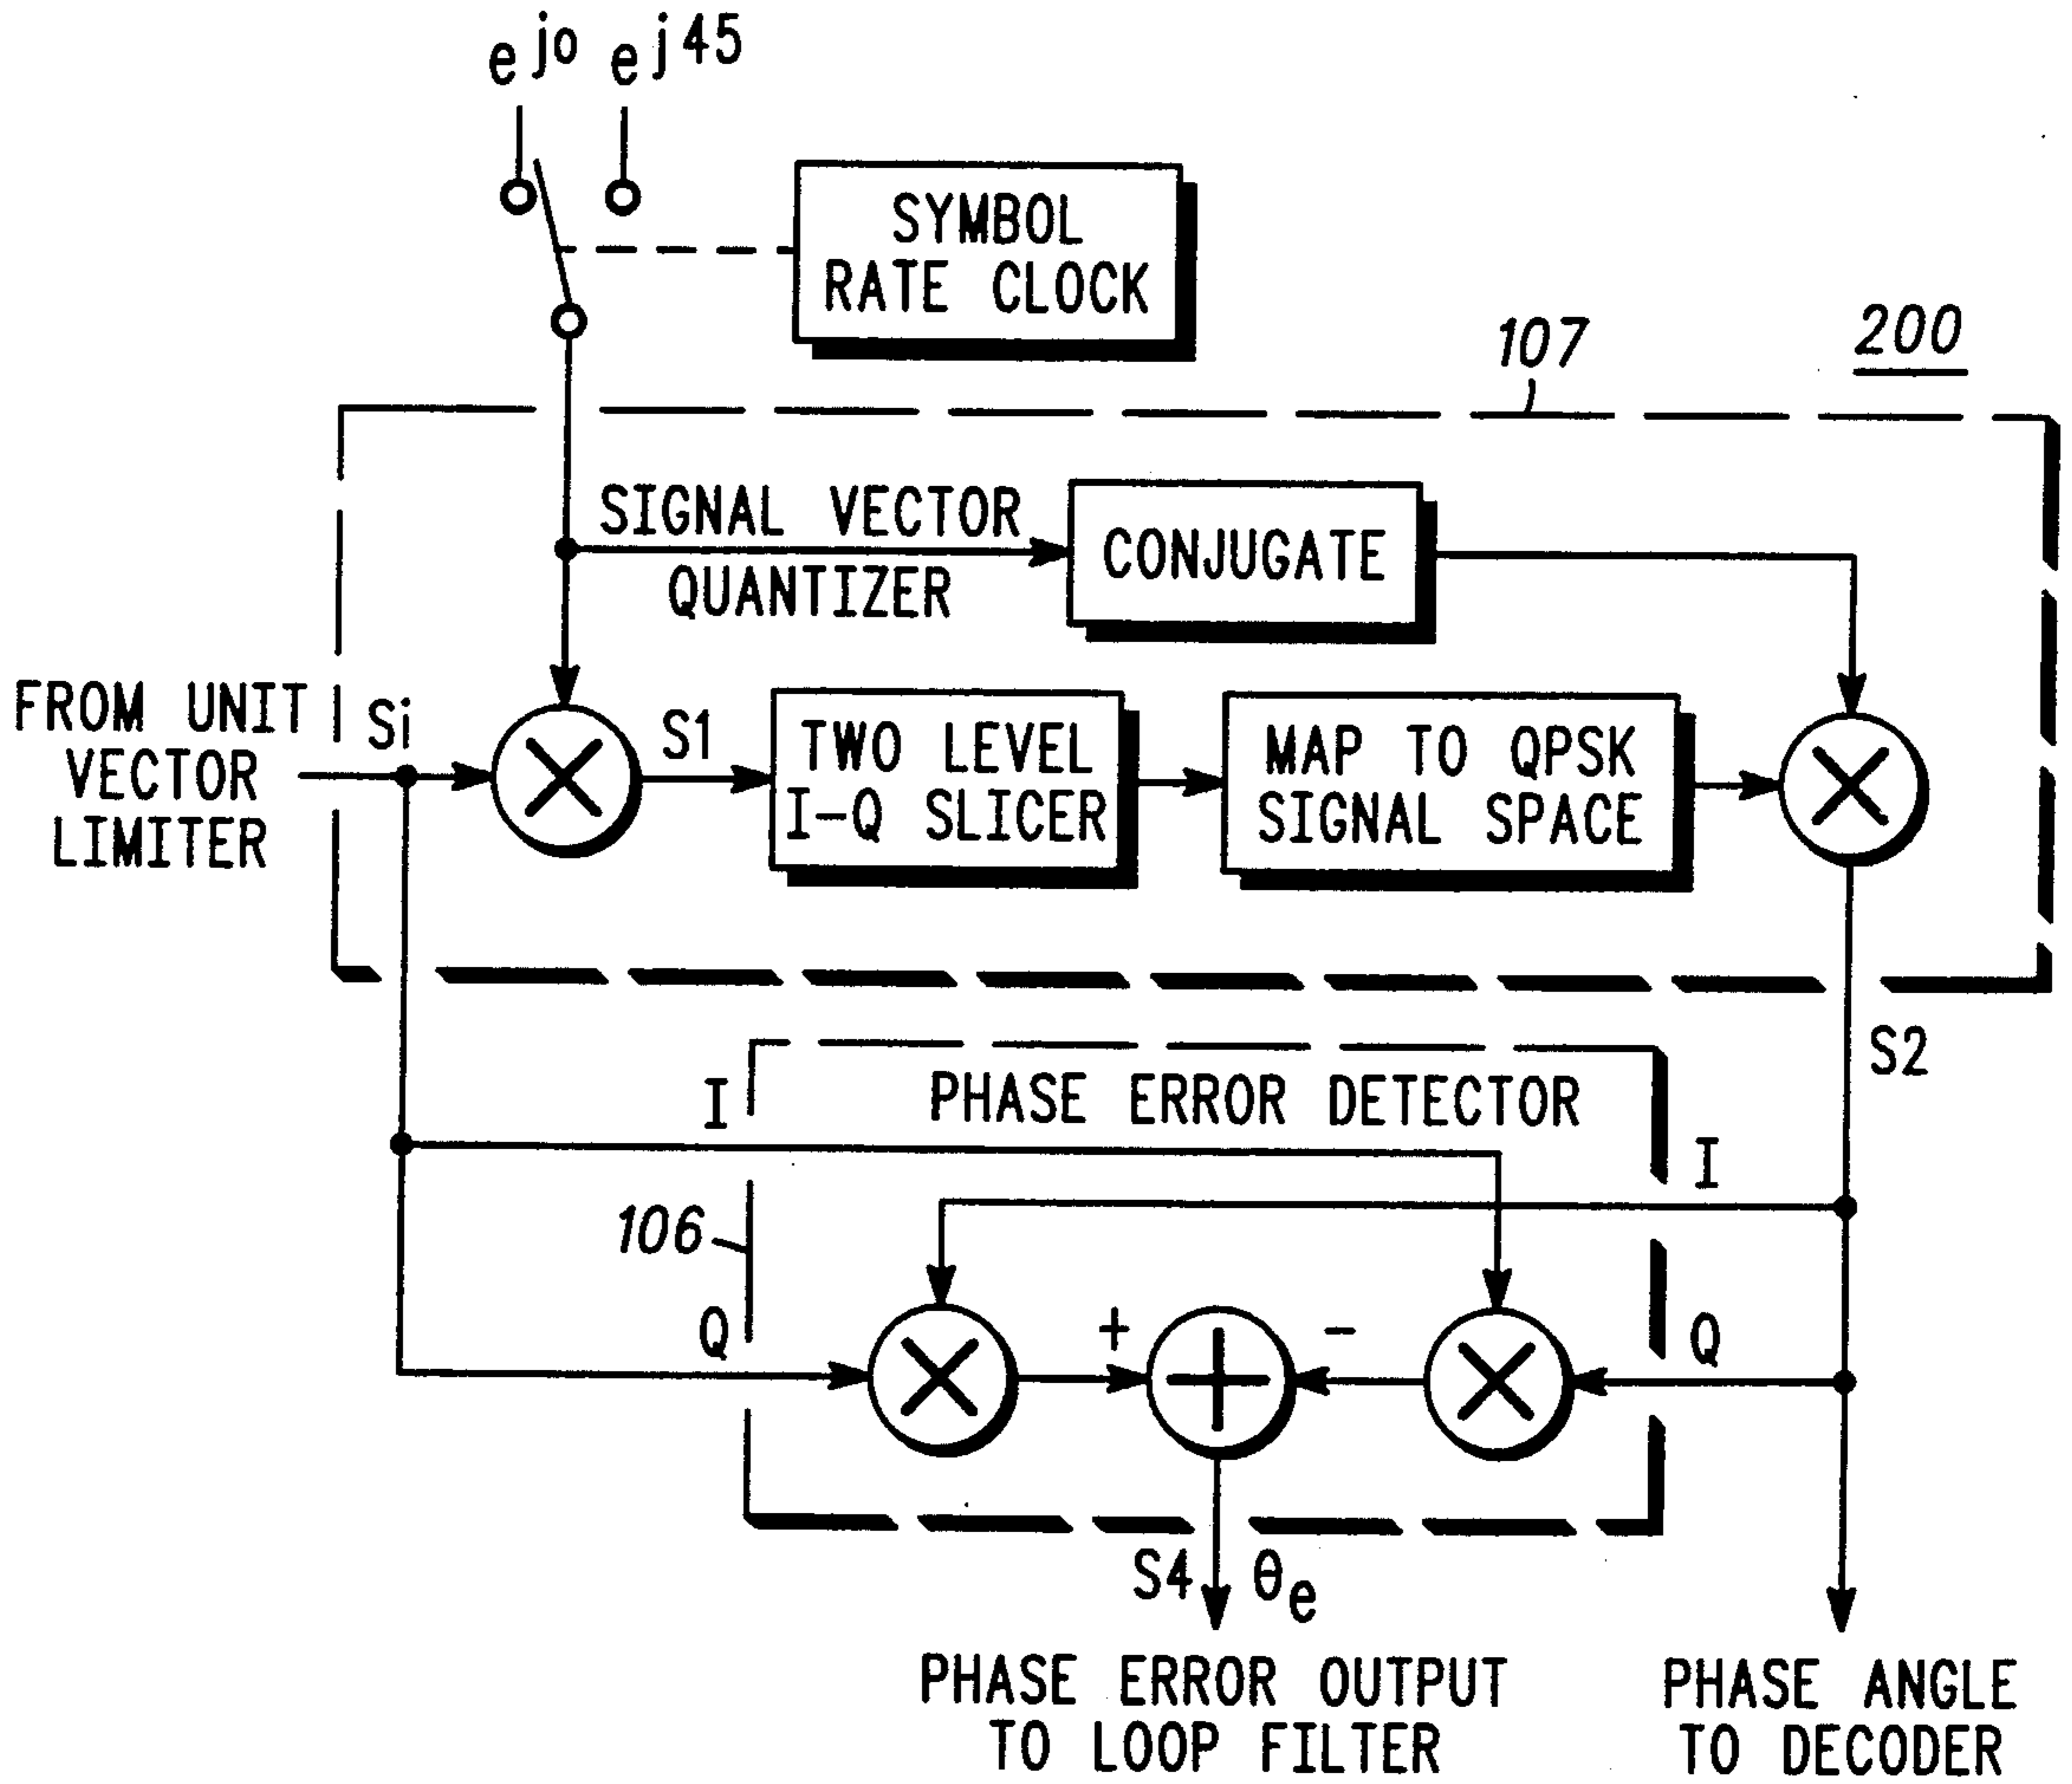 e jo e j45
SYMBOL
RATE CLOCK
107
200
SIGNAL VECTOR
QUANTIZER
CONJUGATE
FROM UNIT
VECTOR
LIMITER
Si
S1
TWO LEVEL
I-Q SLICER
MAP TO QPSK
SIGNAL SPACE
S2
I
PHASE ERROR DETECTOR
I
106
Q
+
-
Q
S4 θe
PHASE ERROR OUTPUT
TO LOOP FILTER
PHASE ANGLE
TO DECODER